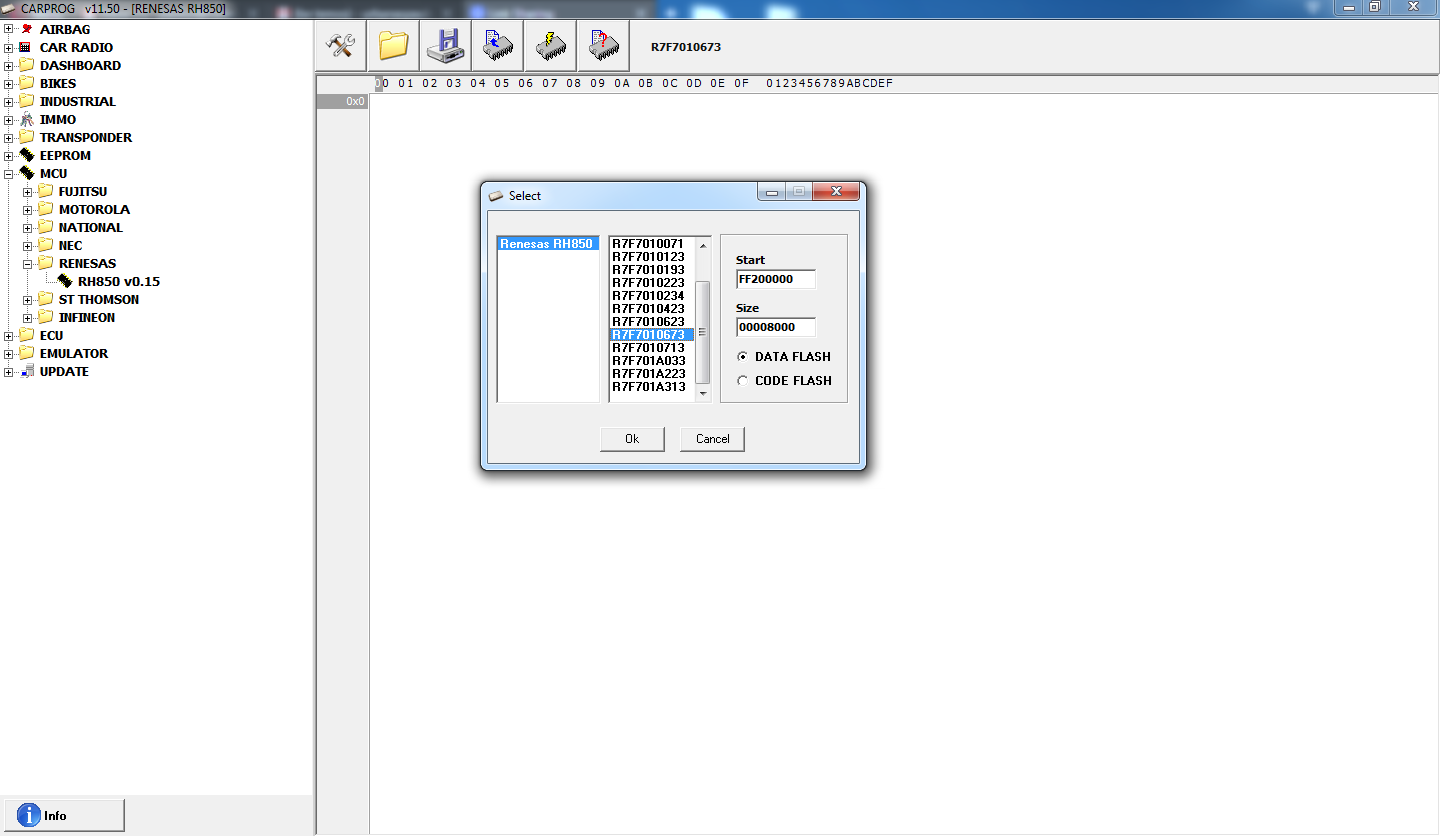 CARPROG v11.50 - [RENESAS RH850]
AIRBAG
CAR RADIO
DASHBOARD
BIKES
INDUSTRIAL
IMMO
TRANSPONDER
EEPROM
MCU
FUJITSU
MOTOROLA
NATIONAL
NEC
RENESAS
RH850 v0.15
ST THOMSON
INFINEON
ECU
EMULATOR
UPDATE
Info
R7F7010673
00 01 02 03 04 05 06 07 08 09 0A 0B 0C 0D 0E 0F 0123456789ABCDEF
0x0
Select
Renesas RH850
R7F7010071
R7F7010123
R7F7010193
R7F7010223
R7F7010234
R7F7010423
R7F7010623
R7F7010673
R7F7010713
R7F701A033
R7F701A223
R7F701A313
Start
FF200000
Size
00008000
DATA FLASH
CODE FLASH
Ok
Cancel